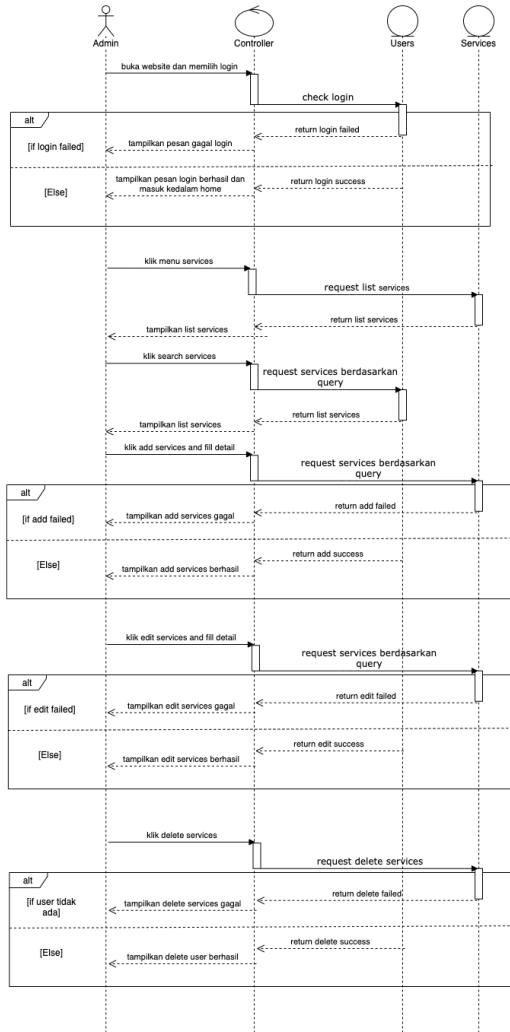 Admin
Controller
Users
Services
buka website dan memilih login
check login
alt
return login failed
[if login failed]
tampilkan pesan gagal login
tampilkan pesan login berhasil dan
masuk kedalam home
return login success
[Else]
klik menu services
request list services
return list services
tampilkan list services
klik search services
request services berdasarkan
query
return list services
tampilkan list services
klik add services and fill detail
request services berdasarkan
query
alt
return add failed
[if add failed]
tampilkan add services gagal
return add success
[Else]
tampilkan add services berhasil
klik edit services and fill detail
request services berdasarkan
query
alt
return edit failed
[if edit failed]
tampilkan edit services gagal
return edit success
[Else]
tampilkan edit services berhasil
klik delete services
request delete services
alt
return delete failed
[if user tidak
ada]
tampilkan delete services gagal
return delete success
[Else]
tampilkan delete user berhasil